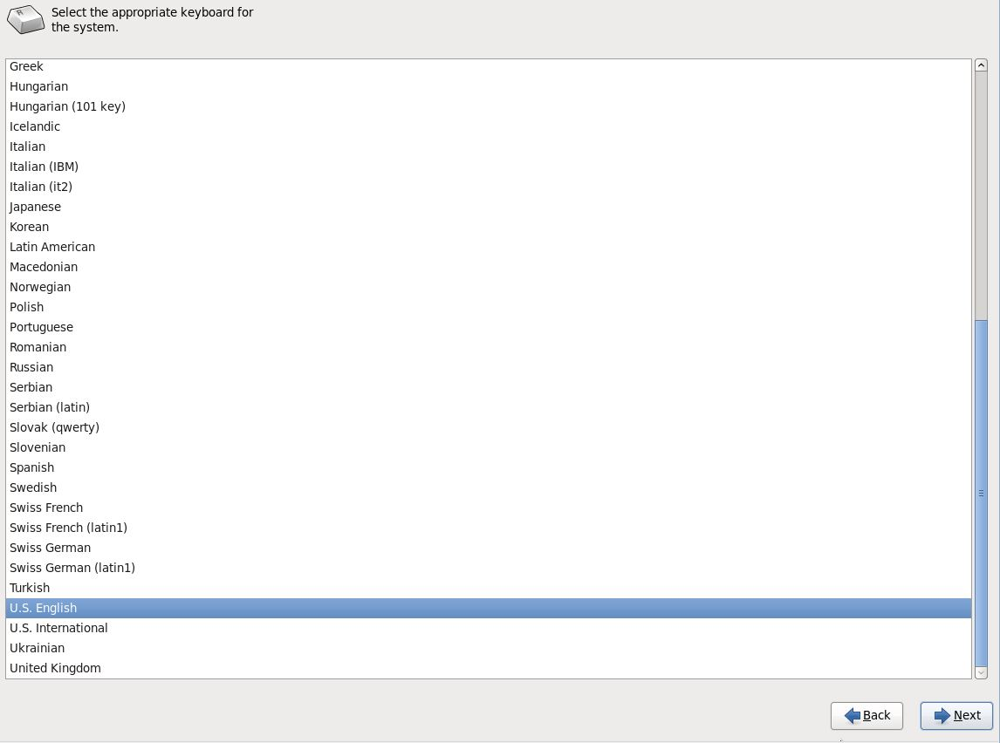 Select the appropriate keyboard for
the system.
Greek
Hungarian
Hungarian (101 key)
Icelandic
Italian
Italian (IBM)
Italian (it2)
Japanese
Korean
Latin American
Macedonian
Norwegian
Polish
Portuguese
Romanian
Russian
Serbian
Serbian (latin)
Slovak (qwerty)
Slovenian
Spanish
Swedish
Swiss French
Swiss French (latin1)
Swiss German
Swiss German (latin1)
Turkish
U.S. English
U.S. International
Ukrainian
United Kingdom
Back
Next